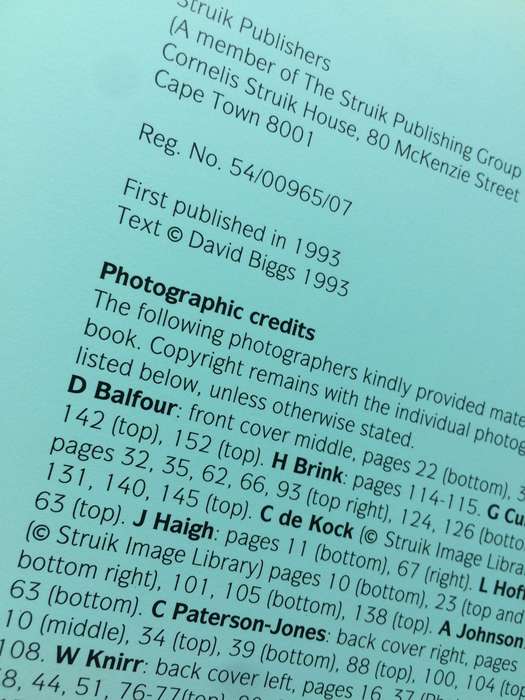 Struik Publishers
(A member of The Struik Publishing Group
Cornelis Struik House, 80 McKenzie Street
Cape Town 8001
Reg. No. 54/00965/07
First published in 1993
Text © David Biggs 1993
Photographic credits
The following photographers kindly provided
book. Copyright remains with the individual
listed below, unless otherwise stated.
D Balfour: front cover middle, pages 22 (bottom),
142 (top), 152 (top). H Brink: pages 114-115. G
pages 32, 35, 62, 66, 93 (top right), 124, 126
131, 140, 145 (top). C de Kock (© Struik Image
63 (top). J Haigh: pages 11 (bottom), 67 (right). L
(© Struik Image Library) pages 10 (bottom), 23 (top and
bottom right), 101, 105 (bottom), 138 (top). A Johnson
63 (bottom). C Paterson-Jones: back cover right, pages
10 (middle), 34 (top), 39 (bottom), 88 (top), 100, 104
108. W Knirr: back cover left, pages 16,
44, 51, 76-77